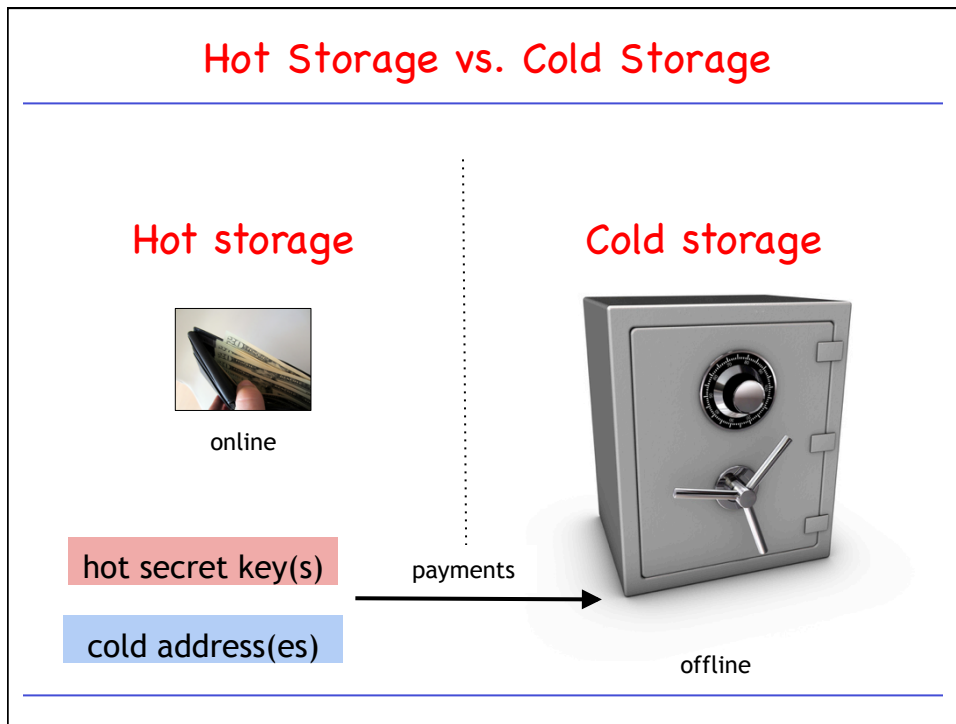 Hot Storage vs. Cold Storage
Hot storage
Cold storage
online
hot secret key(s)
payments
cold address(es)
offline